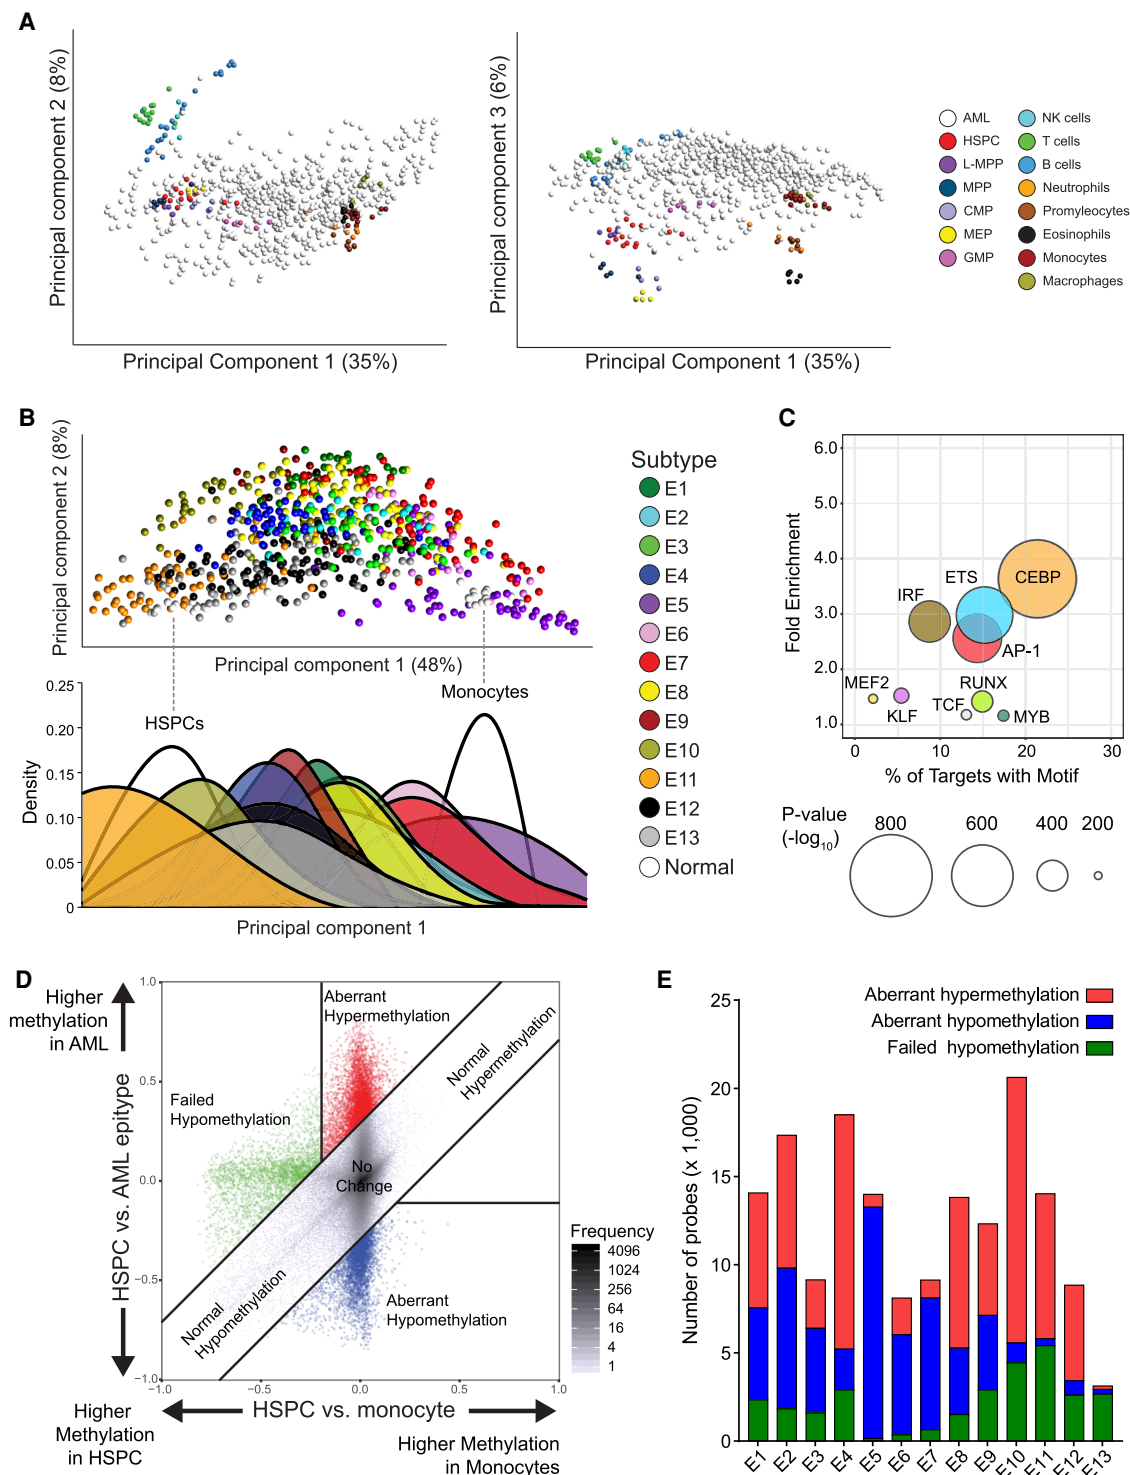 A
Principal component 2 (8%)
Principal Component 1 (35%)
Principal component 3 (6%)
Principal Component 1 (35%)
AML
HSPC
L-MPP
MPP
CMP
MEP
GMP
NK cells
T cells
B cells
Neutrophils
Promyleocytes
Eosinophils
Monocytes
Macrophages
B
Principal component 2 (8%)
Principal component 1 (48%)
HSPCs
Monocytes
Density
0.25
0.20
0.15
0.10
0.05
0
Principal component 1
Subtype
E1
E2
E3
E4
E5
E6
E7
E8
E9
E10
E11
E12
E13
Normal
C
Fold Enrichment
6.0
5.0
4.0
3.0
2.0
1.0
CEBP
ETS
IRF
AP-1
MEF2
RUNX
KLF
TCF
MYB
0 10 20 30
% of Targets with Motif
P-value
(-log10)
800 600 400 200
D
Higher
methylation
in AML
HSPC vs. AML epitype
1.0
0.5
0.0
−0.5
−1.0
Aberrant
Hypermethylation
Normal
Hypermethylation
Failed
Hypomethylation
No
Change
Normal
Hypomethylation
Aberrant
Hypomethylation
Frequency
4096
1024
256
64
16
4
1
−1.0 −0.5 0.0 0.5 1.0
HSPC vs. monocyte
Higher
Methylation
in HSPC
Higher Methylation
in Monocytes
E
Aberrant hypermethylation
Aberrant hypomethylation
Failed hypomethylation
Number of probes (x 1,000)
25
20
15
10
5
0
E1 E2 E3 E4 E5 E6 E7 E8 E9 E10 E11 E12 E13